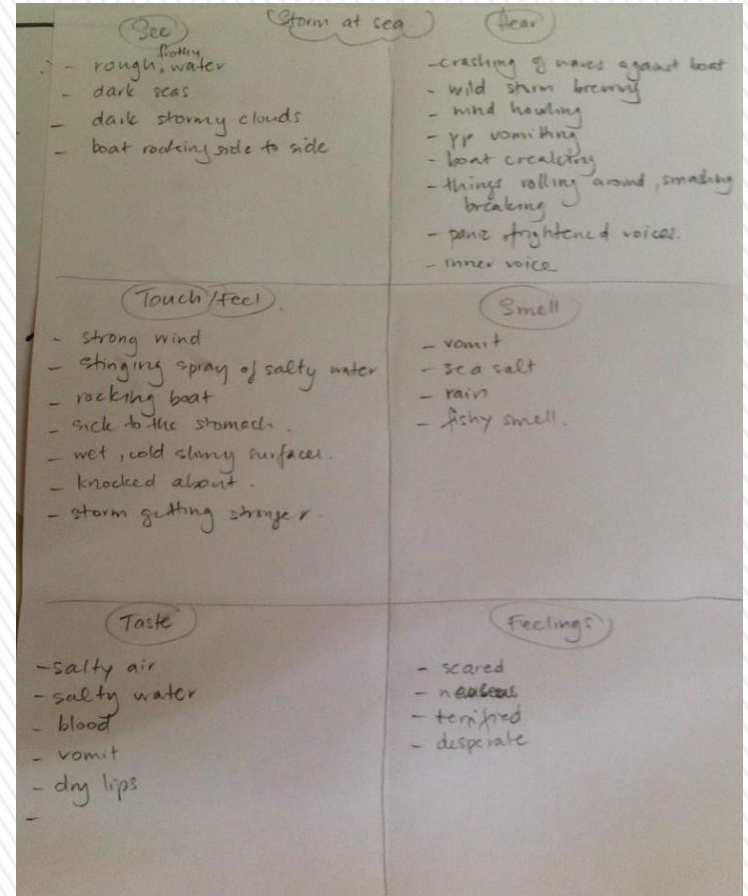 Storm at sea
See
- rough, frothy water
- dark seas
- dark stormy clouds
- boat rocking side to side
Hear
- crashing of waves against boat
- wild storm brewing
- wind howling
- pp vomiting
- boat creaking
- things rolling around, smashing
breaking
- panic frightened voices.
- inner voice
Touch/feel.
- strong wind
- stinging spray of salty water
- rocking boat
- sick to the stomach.
- wet, cold slimy surfaces.
- knocked about.
- storm getting stronger.
Smell
- vomit
- sea salt
- rain
- fishy smell.
Taste
- salty air
- salty water
- blood
- vomit
- dry lips
-
Feelings
- scared
-
- terrified
- desperate